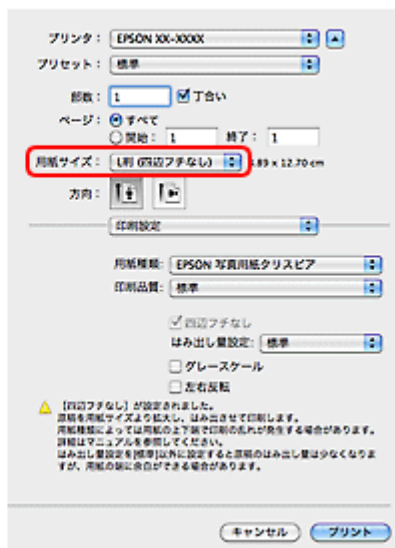 プリンタ： EPSON XX-XXXX
プリセット： 標準
部数： 1 丁合い
ページ： すべて
開始： 1 終了： 1
用紙サイズ： L判 (四辺フチなし) 8.89 x 12.70 cm
方向：
印刷設定
用紙種類： EPSON 写真用紙クリスピア
印刷品質： 標準
四辺フチなし
はみ出し量設定： 標準
グレースケール
左右反転
[四辺フチなし] が設定されました。
原稿を用紙サイズより拡大し、はみ出させて印刷します。
用紙種類によっては用紙の上下端で印刷の乱れが発生する場合があります。
詳細はマニュアルを参照してください。
はみ出し量設定を[標準]以外に設定すると原稿のはみ出し量は少なくなりま
すが、用紙の端に余白ができる場合があります。
キャンセル プリント